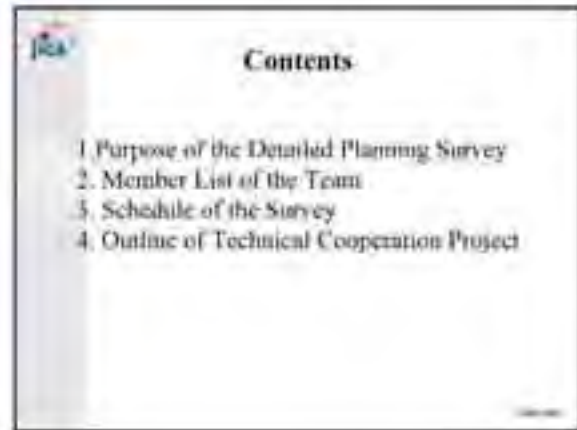 jica
Contents
1.Purpose of the Detailed Planning Survey
2. Member List of the Team
3. Schedule of the Survey
4. Outline of Technical Cooperation Project